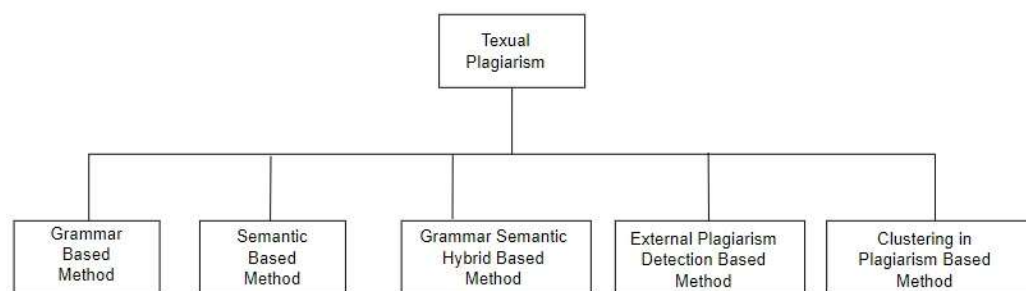 Texual
Plagiarism
Grammar
Based
Method
Semantic
Based
Method
Grammar Semantic
Hybrid Based
Method
External Plagiarism
Detection Based
Method
Clustering in
Plagiarism Based
Method